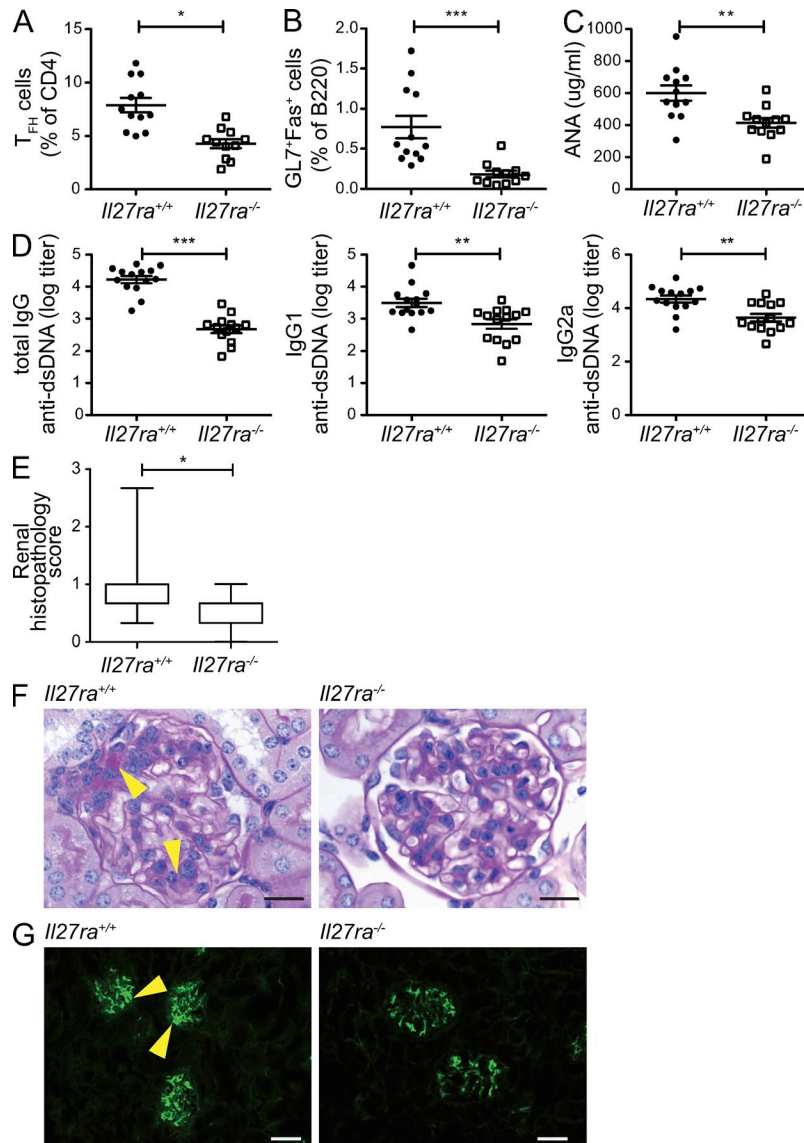 A
T_FH cells
(% of CD4)
15
10
5
0
*
Il27ra+/+ Il27ra-/-
B
GL7+Fas+ cells
(% of B220)
2.0
1.5
1.0
0.5
0.0
***
Il27ra+/+ Il27ra-/-
C
ANA (ug/ml)
1000
800
600
400
200
0
**
Il27ra+/+ Il27ra-/-
D
total IgG
anti-dsDNA (log titer)
5
4
3
2
1
0
***
Il27ra+/+ Il27ra-/-
IgG1
anti-dsDNA (log titer)
5
4
3
2
1
0
**
Il27ra+/+ Il27ra-/-
IgG2a
anti-dsDNA (log titer)
6
4
2
0
**
Il27ra+/+ Il27ra-/-
E
Renal
histopathology
score
3
2
1
0
*
Il27ra+/+ Il27ra-/-
F
Il27ra+/+ Il27ra-/-
G
Il27ra+/+ Il27ra-/-